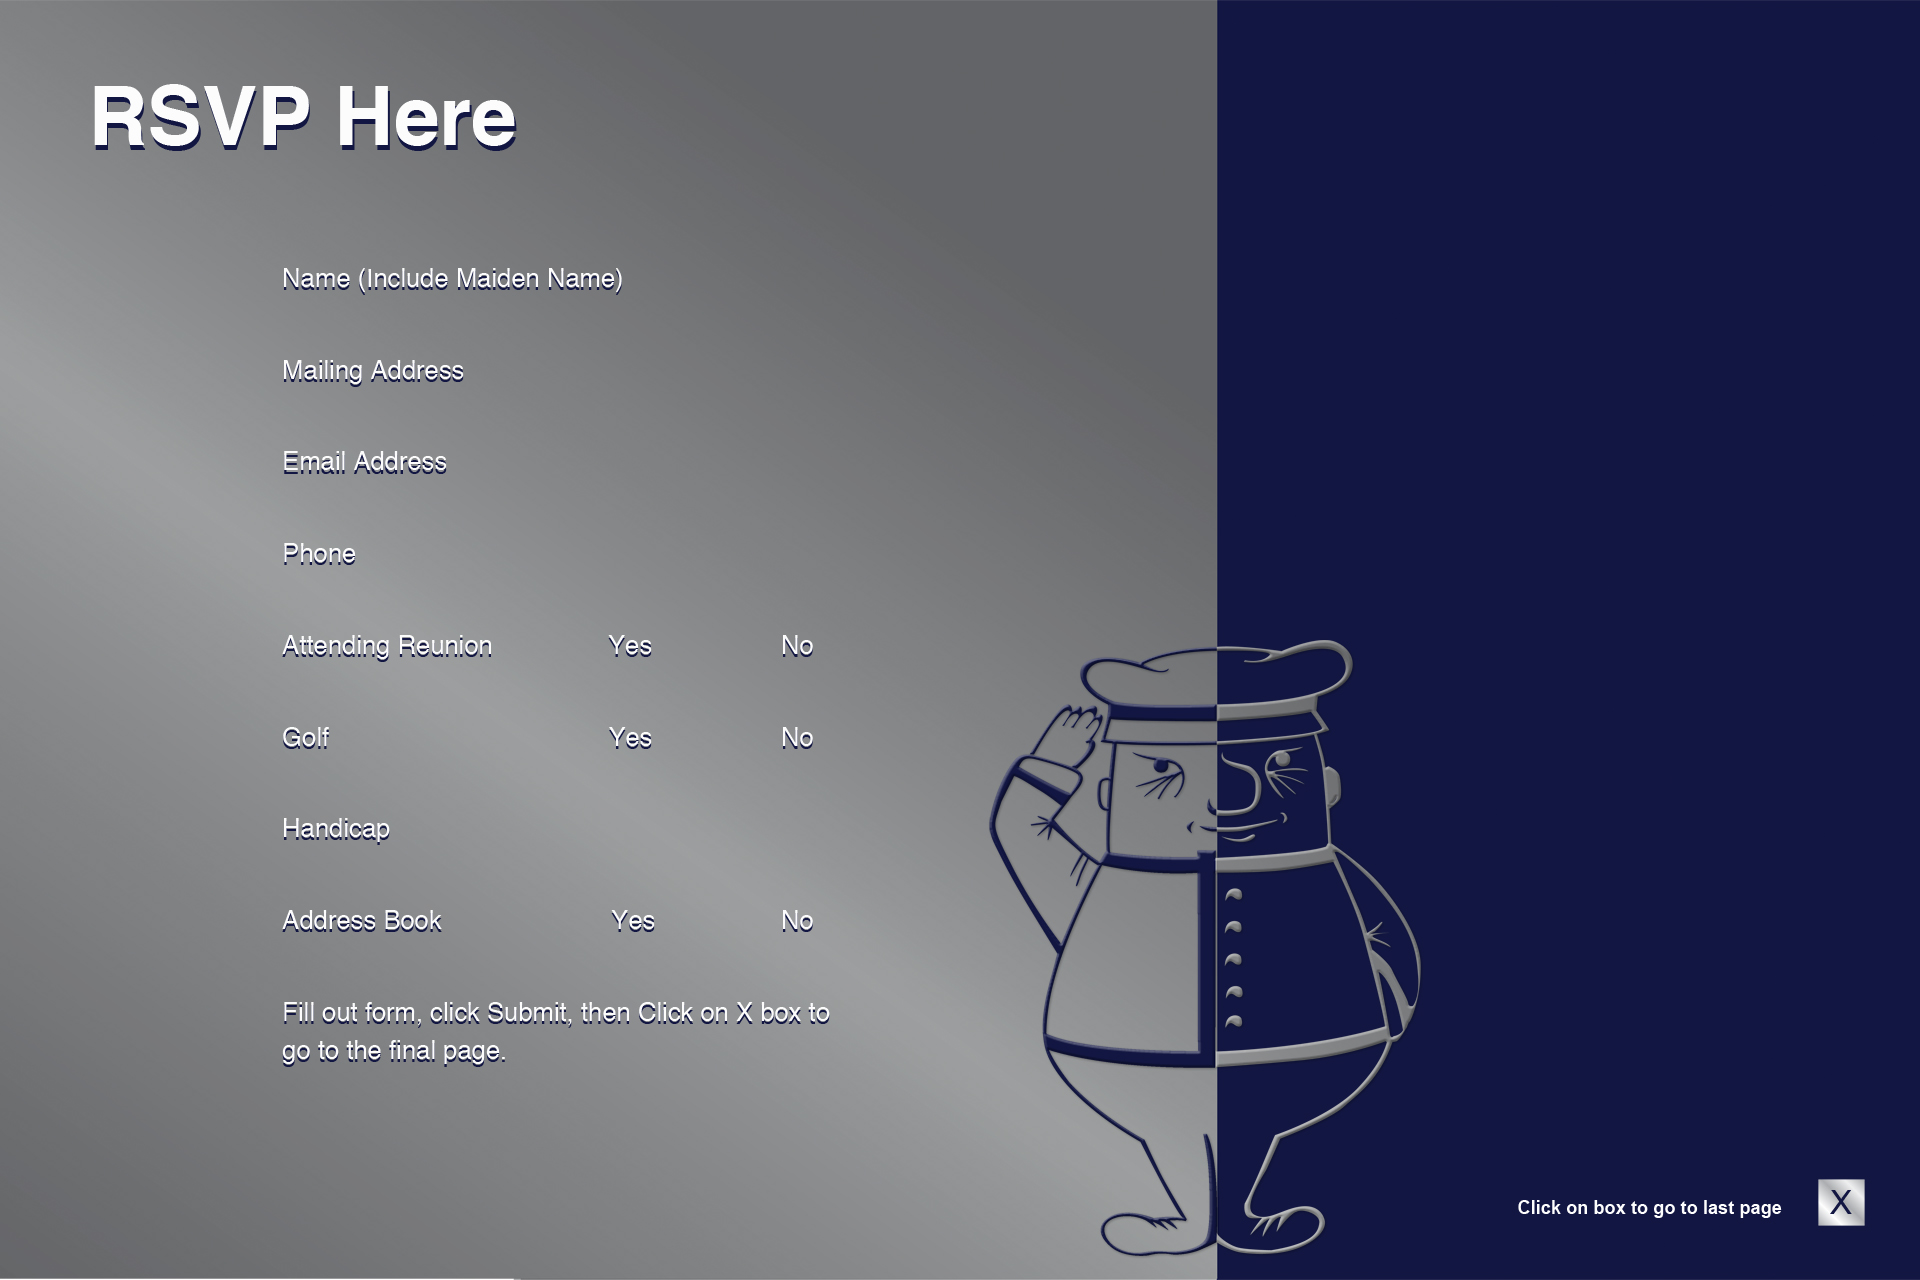 RSVP Here
Name (Include Maiden Name)
Mailing Address
Email Address
Phone
Attending Reunion Yes No
Golf Yes No
Handicap
Address Book Yes No
Fill out form, click Submit, then Click on X box to
go to the final page.
Click on box to go to last page X